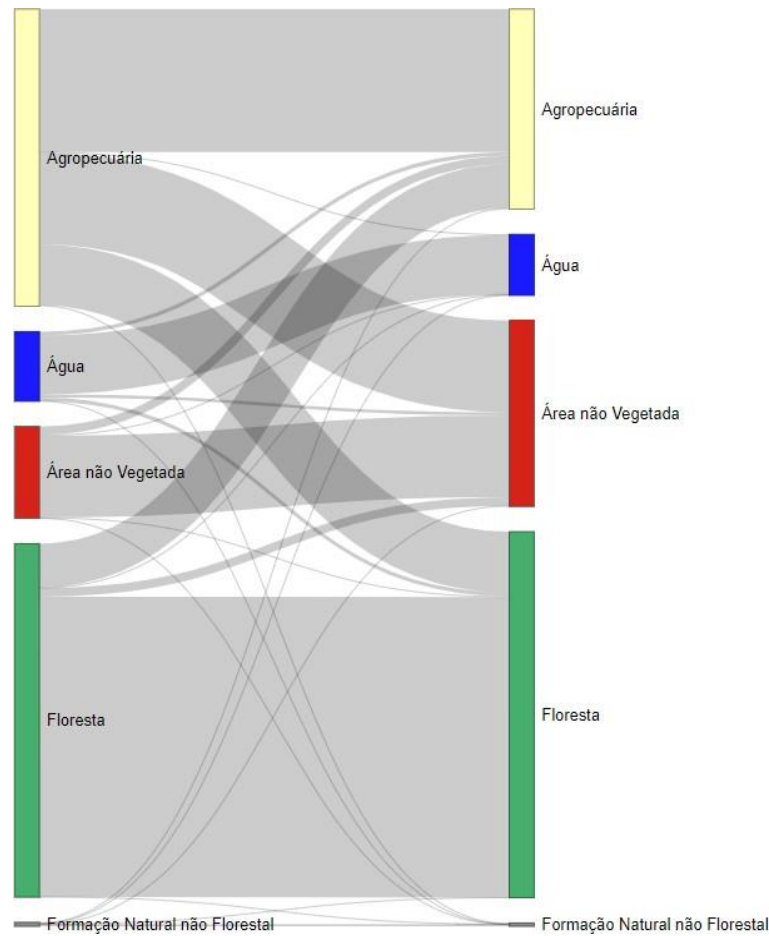 Agropecuária
Agropecuária
Água
Água
Área não Vegetada
Área não Vegetada
Floresta
Floresta
Formação Natural não Florestal
Formação Natural não Florestal